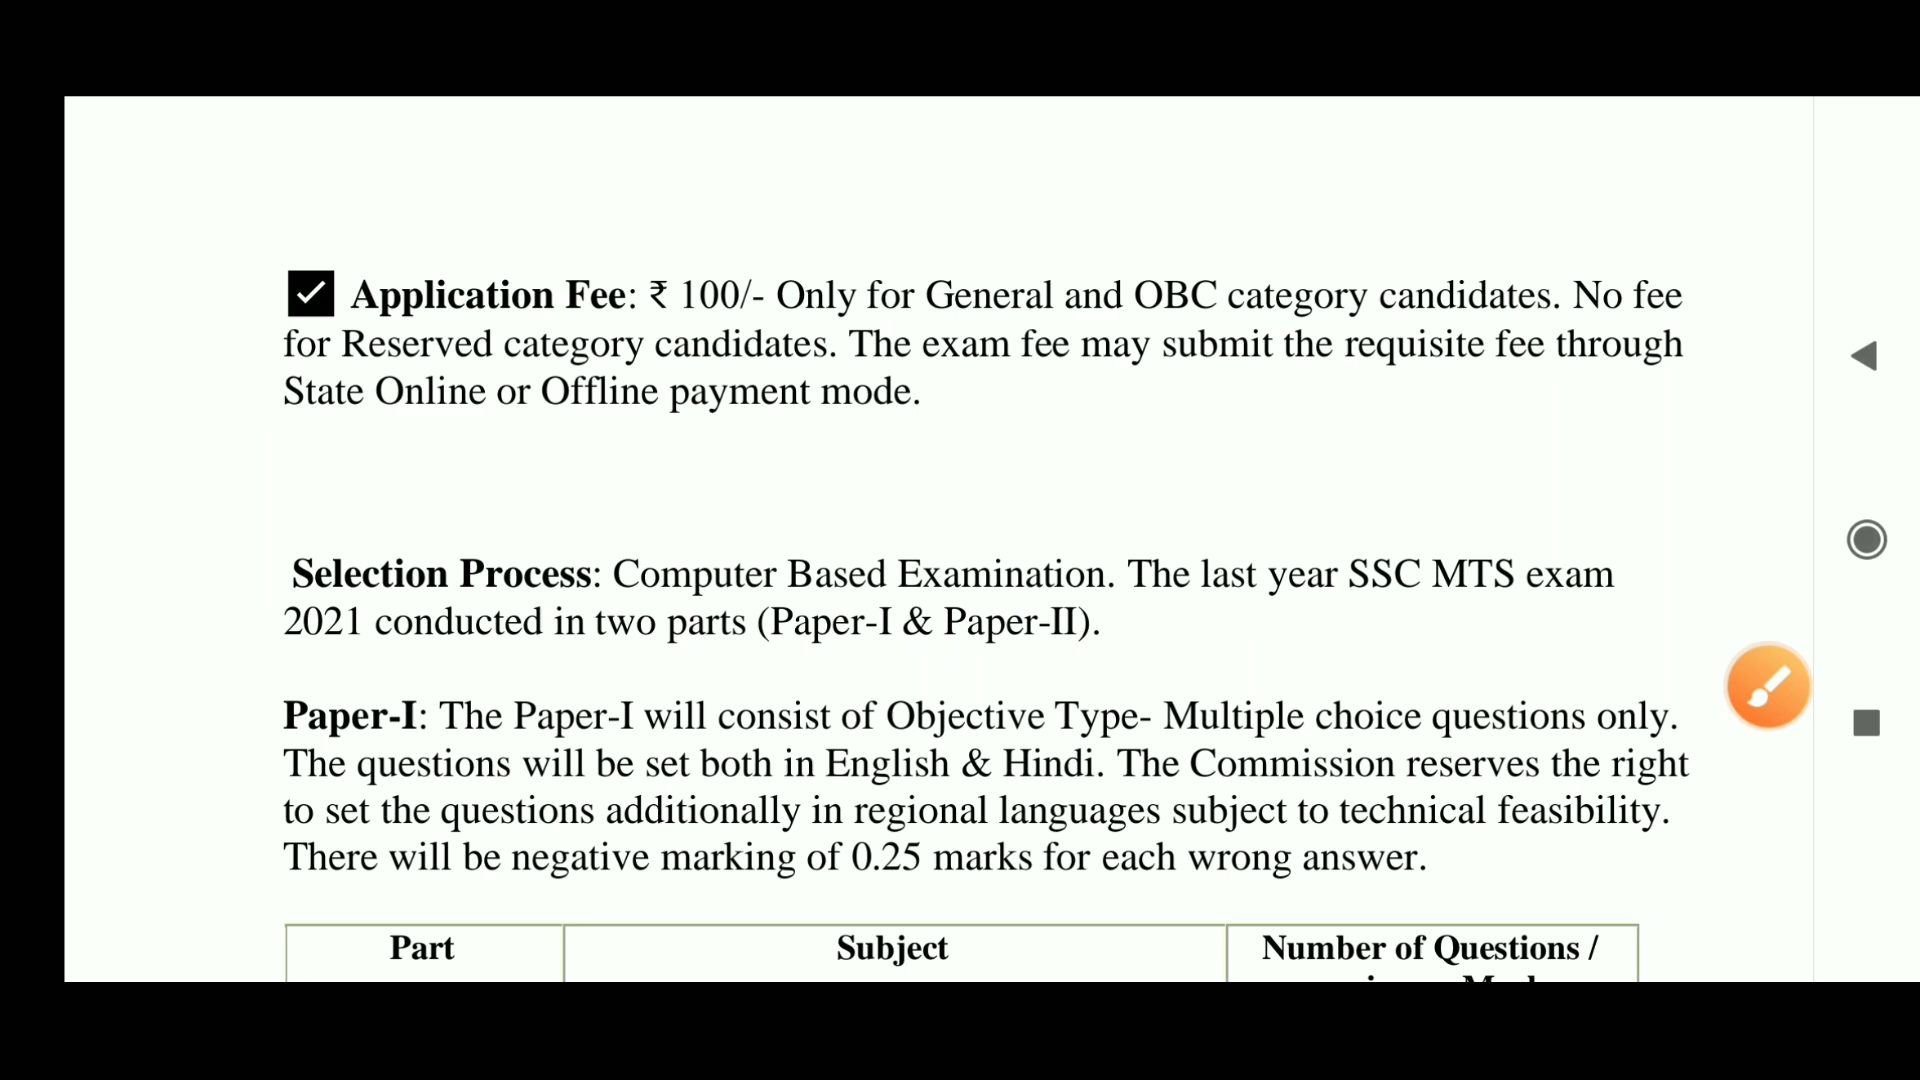 Application Fee: ₹ 100/- Only for General and OBC category candidates. No fee
for Reserved category candidates. The exam fee may submit the requisite fee through
State Online or Offline payment mode.
Selection Process: Computer Based Examination. The last year SSC MTS exam
2021 conducted in two parts (Paper-I & Paper-II).
Paper-I: The Paper-I will consist of Objective Type- Multiple choice questions only.
The questions will be set both in English & Hindi. The Commission reserves the right
to set the questions additionally in regional languages subject to technical feasibility.
There will be negative marking of 0.25 marks for each wrong answer.
Part Subject Number of Questions /